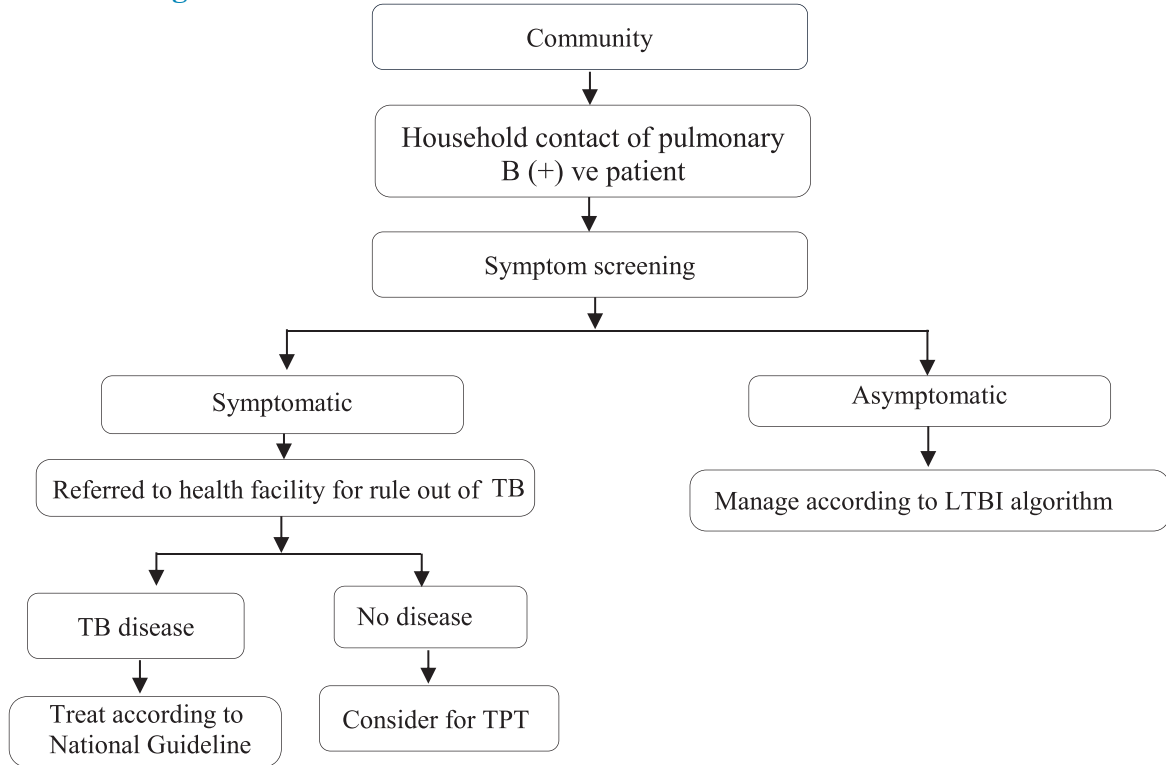 Community
Household contact of pulmonary
B (+) ve patient
Symptom screening
Symptomatic
Asymptomatic
Referred to health facility for rule out of TB
Manage according to LTBI algorithm
TB disease
No disease
Treat according to
National Guideline
Consider for TPT